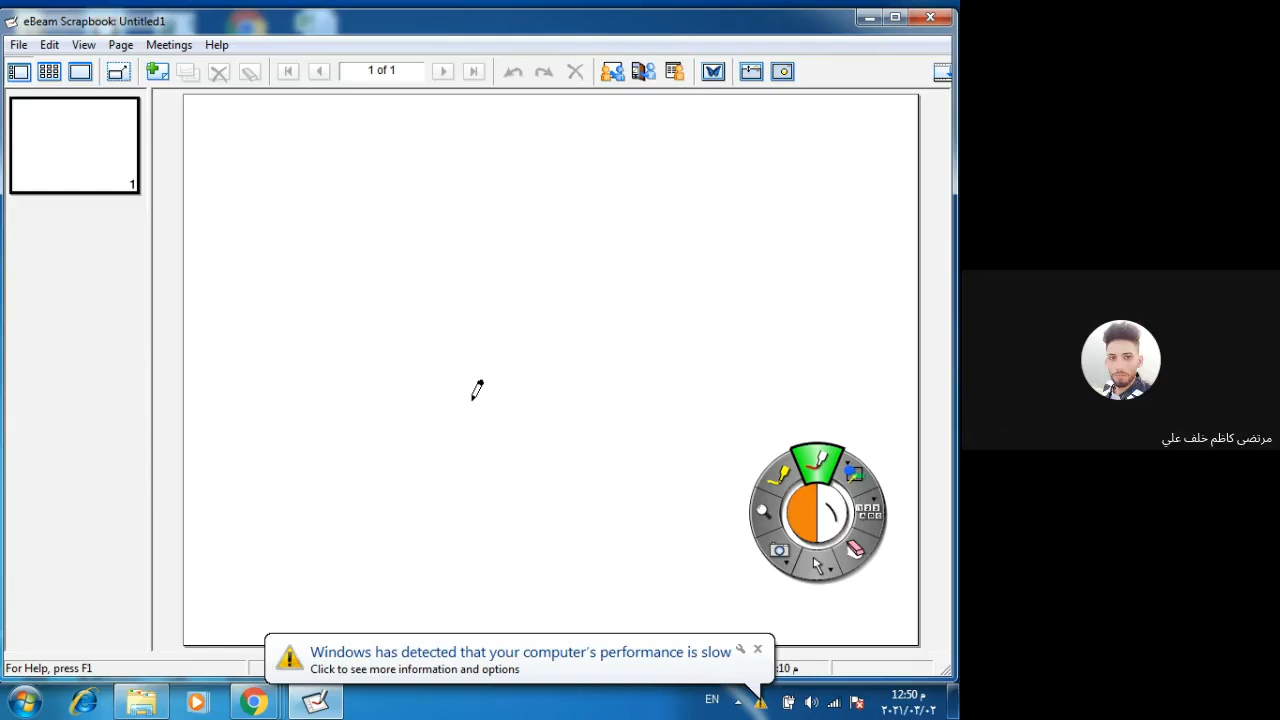 eBeam Scrapbook: Untitled1
File Edit View Page Meetings Help
1 of 1
1
مرتضى كاظم خلف علي
Windows has detected that your computer's performance is slow
Click to see more information and options
For Help, press F1
:10 م
EN
12:50 م
٢٠٢١/٠٣/٠٢